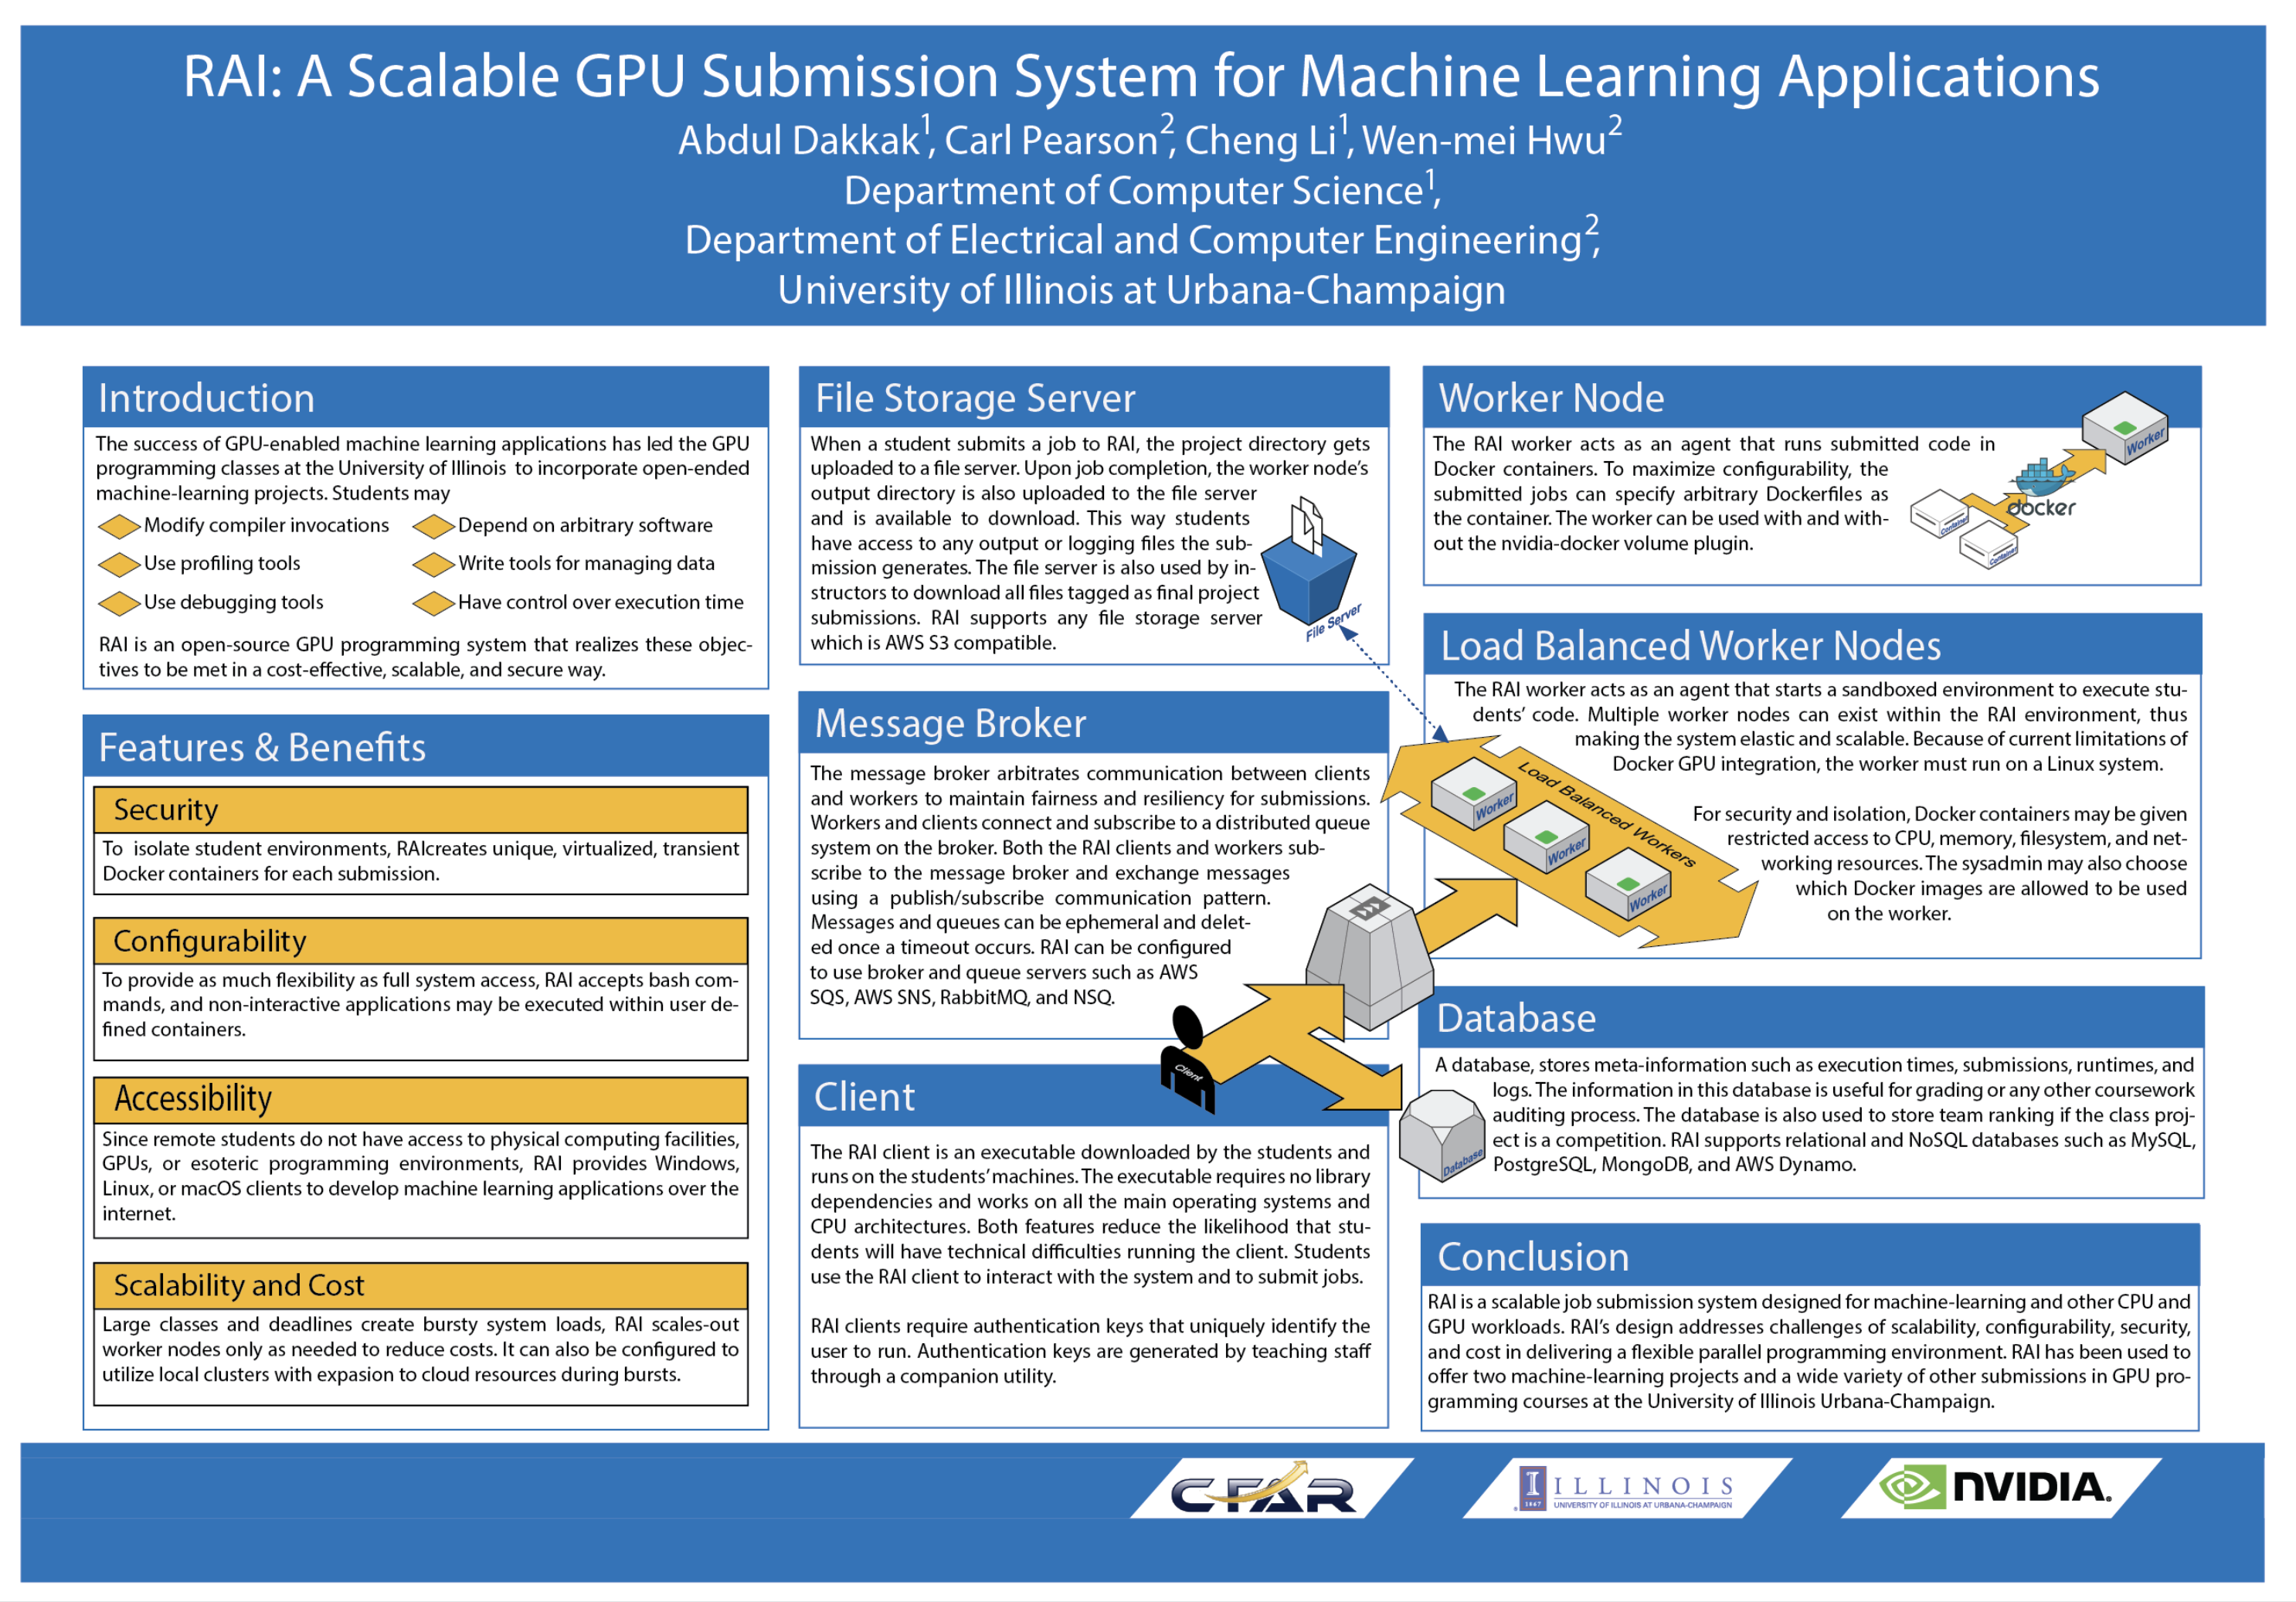 RAI: A Scalable GPU Submission System for Machine Learning Applications
Abdul Dakkak1, Carl Pearson2, Cheng Li1, Wen-mei Hwu2
Department of Computer Science1,
Department of Electrical and Computer Engineering2,
University of Illinois at Urbana-Champaign
Introduction
The success of GPU-enabled machine learning applications has led the GPU
programming classes at the University of Illinois to incorporate open-ended
machine-learning projects. Students may
Modify compiler invocations
Depend on arbitrary software
Use profiling tools
Write tools for managing data
Use debugging tools
Have control over execution time
RAI is an open-source GPU programming system that realizes these objec-
tives to be met in a cost-effective, scalable, and secure way.
Features & Benefits
Security
To isolate student environments, RAIcreates unique, virtualized, transient
Docker containers for each submission.
Configurability
To provide as much flexibility as full system access, RAI accepts bash com-
mands, and non-interactive applications may be executed within user de-
fined containers.
Accessibility
Since remote students do not have access to physical computing facilities,
GPUs, or esoteric programming environments, RAI provides Windows,
Linux, or macOS clients to develop machine learning applications over the
internet.
Scalability and Cost
Large classes and deadlines create bursty system loads, RAI scales-out
worker nodes only as needed to reduce costs. It can also be configured to
utilize local clusters with expasion to cloud resources during bursts.
File Storage Server
When a student submits a job to RAI, the project directory gets
uploaded to a file server. Upon job completion, the worker node's
output directory is also uploaded to the file server
and is available to download. This way students
have access to any output or logging files the sub-
mission generates. The file server is also used by in-
structors to download all files tagged as final project
submissions. RAI supports any file storage server
which is AWS S3 compatible.
File Server
Message Broker
The message broker arbitrates communication between clients
and workers to maintain fairness and resiliency for submissions.
Workers and clients connect and subscribe to a distributed queue
system on the broker. Both the RAI clients and workers sub-
scribe to the message broker and exchange messages
using a publish/subscribe communication pattern.
Messages and queues can be ephemeral and delet-
ed once a timeout occurs. RAI can be configured
to use broker and queue servers such as AWS
SQS, AWS SNS, RabbitMQ, and NSQ.
Client
Client
The RAI client is an executable downloaded by the students and
runs on the students' machines. The executable requires no library
dependencies and works on all the main operating systems and
CPU architectures. Both features reduce the likelihood that stu-
dents will have technical difficulties running the client. Students
use the RAI client to interact with the system and to submit jobs.
RAI clients require authentication keys that uniquely identify the
user to run. Authentication keys are generated by teaching staff
through a companion utility.
Worker Node
The RAI worker acts as an agent that runs submitted code in
Docker containers. To maximize configurability, the
submitted jobs can specify arbitrary Dockerfiles as
the container. The worker can be used with and with-
out the nvidia-docker volume plugin.
Worker
docker
Container
Container
Load Balanced Worker Nodes
The RAI worker acts as an agent that starts a sandboxed environment to execute stu-
dents' code. Multiple worker nodes can exist within the RAI environment, thus
making the system elastic and scalable. Because of current limitations of
Docker GPU integration, the worker must run on a Linux system.
For security and isolation, Docker containers may be given
restricted access to CPU, memory, filesystem, and net-
working resources. The sysadmin may also choose
which Docker images are allowed to be used
on the worker.
Load Balanced Workers
Worker
Worker
Worker
Database
A database, stores meta-information such as execution times, submissions, runtimes, and
logs. The information in this database is useful for grading or any other coursework
auditing process. The database is also used to store team ranking if the class proj-
ect is a competition. RAI supports relational and NoSQL databases such as MySQL,
PostgreSQL, MongoDB, and AWS Dynamo.
Database
Conclusion
RAI is a scalable job submission system designed for machine-learning and other CPU and
GPU workloads. RAI's design addresses challenges of scalability, configurability, security,
and cost in delivering a flexible parallel programming environment. RAI has been used to
offer two machine-learning projects and a wide variety of other submissions in GPU pro-
gramming courses at the University of Illinois Urbana-Champaign.
CFAR
I 1867
ILLINOIS
UNIVERSITY OF ILLINOIS AT URBANA-CHAMPAIGN
NVIDIA.